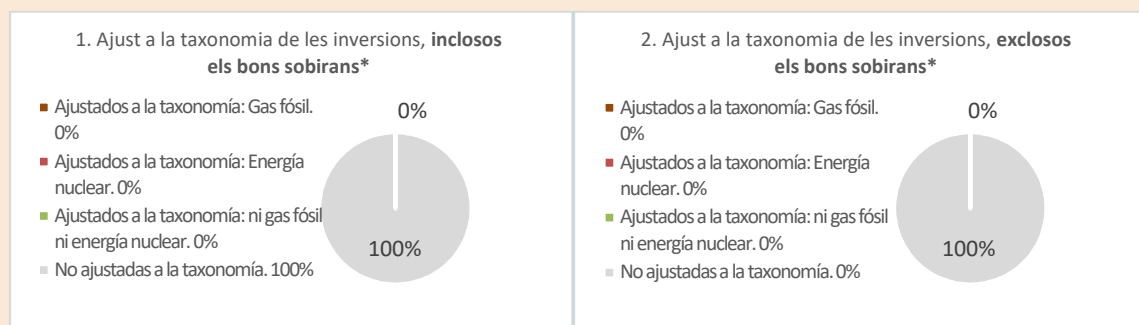 1. Ajust a la taxonomia de les inversions, inclosos
els bons sobirans*
Ajustados a la taxonomía: Gas fósil.
0%
Ajustados a la taxonomía: Energía
nuclear. 0%
Ajustados a la taxonomía: ni gas fósil
ni energía nuclear. 0%
No ajustadas a la taxonomía. 100%
0%
100%
2. Ajust a la taxonomia de les inversions, exclosos
els bons sobirans*
Ajustados a la taxonomía: Gas fósil.
0%
Ajustados a la taxonomía: Energía
nuclear. 0%
Ajustados a la taxonomía: ni gas fósil
ni energía nuclear. 0%
No ajustadas a la taxonomía. 0%
0%
100%